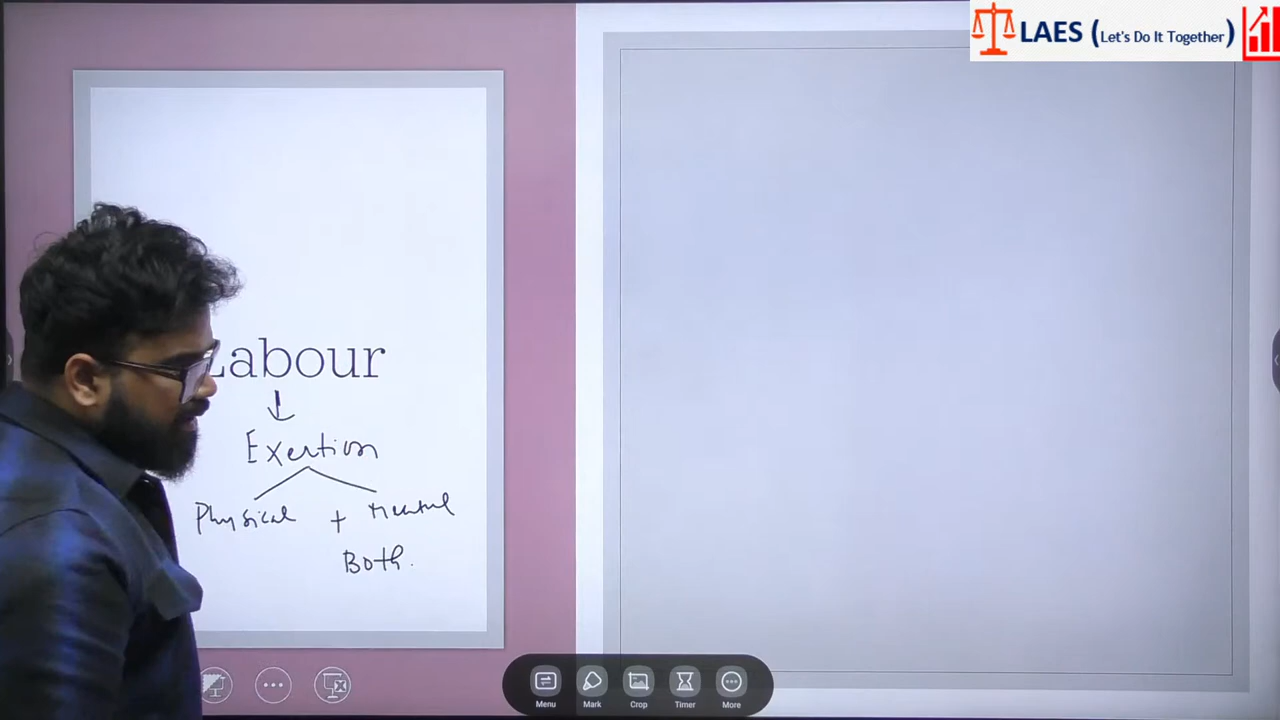 LAES (Let's Do It Together)
Labour
Exertion
Physical + Mental
Both.
Menu Mark Crop Timer More